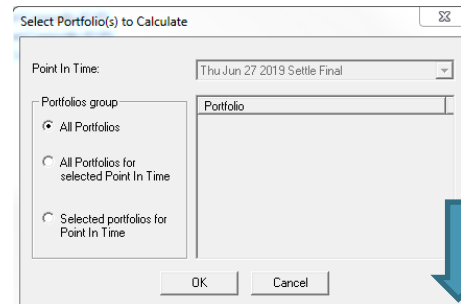 Select Portfolio(s) to Calculate
Point In Time:
Thu Jun 27 2019 Settle Final
Portfolios group
Portfolio
All Portfolios
All Portfolios for
selected Point In Time
Selected portfolios for
Point In Time
OK
Cancel